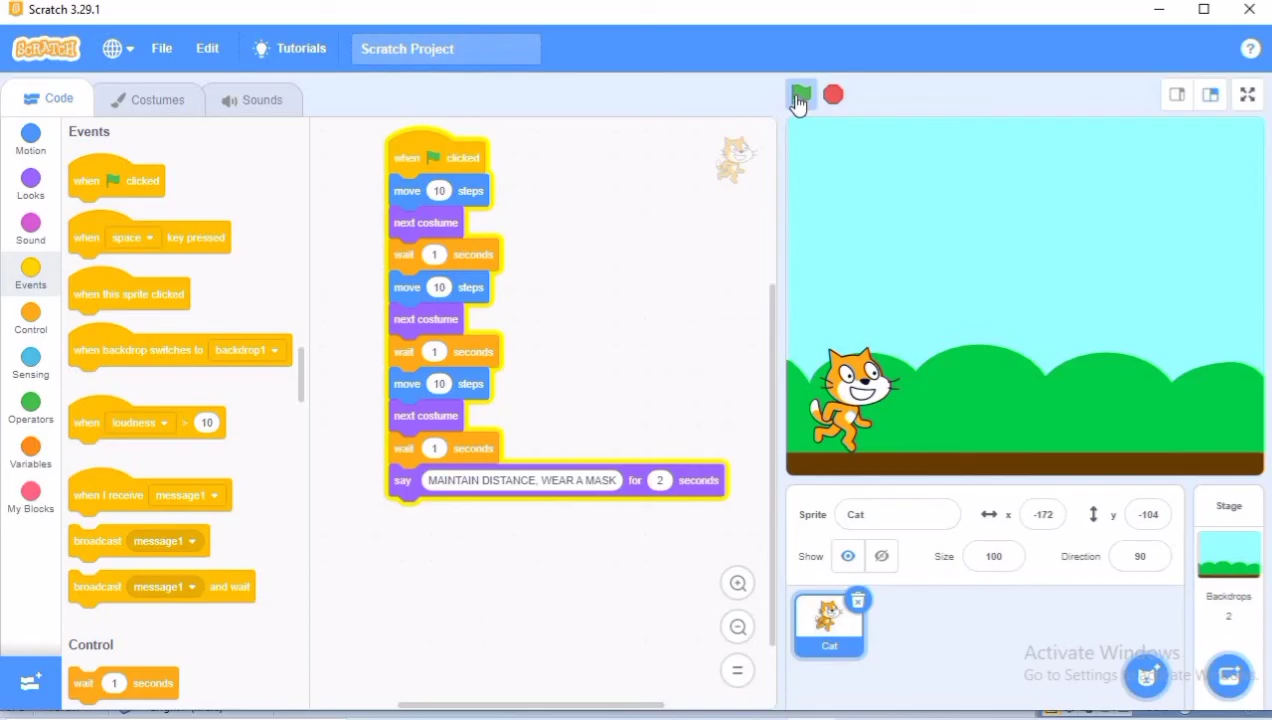 Scratch 3.29.1
SCRATCH File Edit Tutorials Scratch Project ?
Code Costumes Sounds
Motion
Looks
Sound
Events
Control
Sensing
Operators
Variables
My Blocks
Events
when clicked
when space key pressed
when this sprite clicked
when backdrop switches to backdrop1
when loudness > 10
when I receive message1
broadcast message1
broadcast message1 and wait
Control
wait 1 seconds
when clicked
move 10 steps
next costume
wait 1 seconds
move 10 steps
next costume
wait 1 seconds
move 10 steps
next costume
wait 1 seconds
say MAINTAIN DISTANCE, WEAR A MASK for 2 seconds
Sprite Cat x -172 y -104
Show Size 100 Direction 90
Cat
Stage
Backdrops
2
Activate Windows
Go to Settings